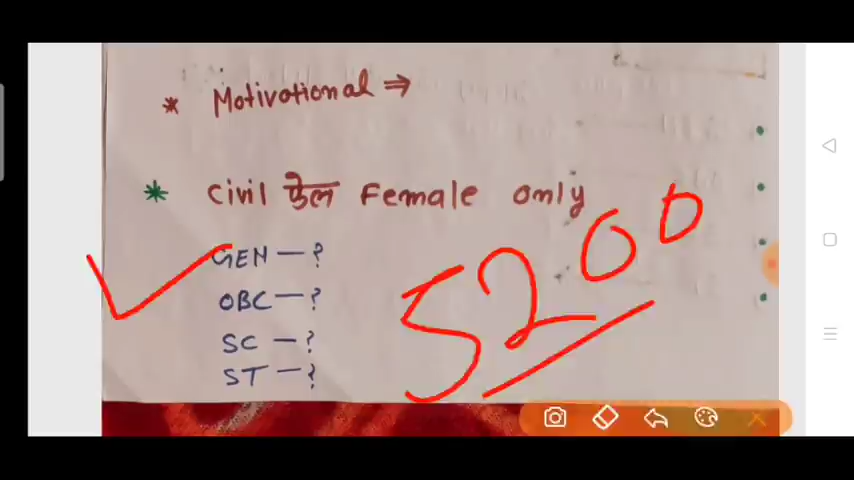 * Motivational ⇒
* Civil फेल Female only
GEN — ?
OBC — ?
SC — ?
ST — ?
5200